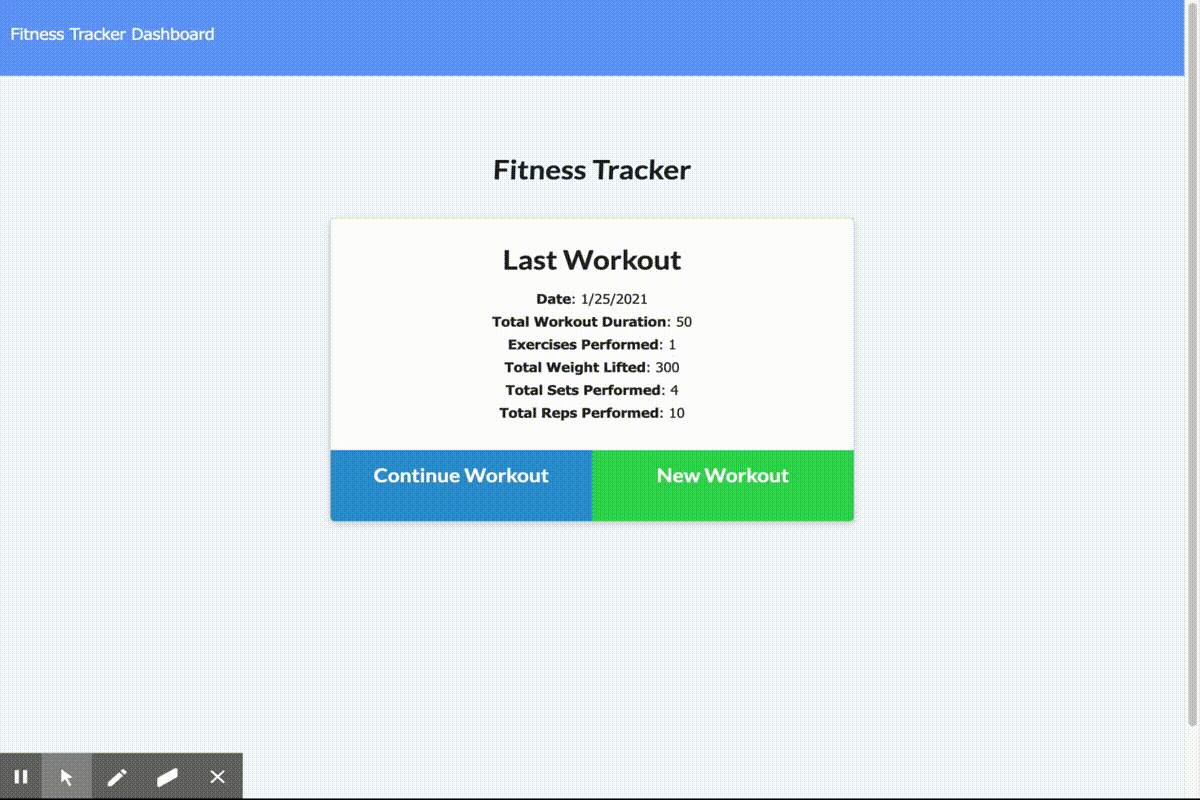 Fitness Tracker Dashboard
Fitness Tracker
Last Workout
Date: 1/25/2021
Total Workout Duration: 50
Exercises Performed: 1
Total Weight Lifted: 300
Total Sets Performed: 4
Total Reps Performed: 10
Continue Workout
New Workout